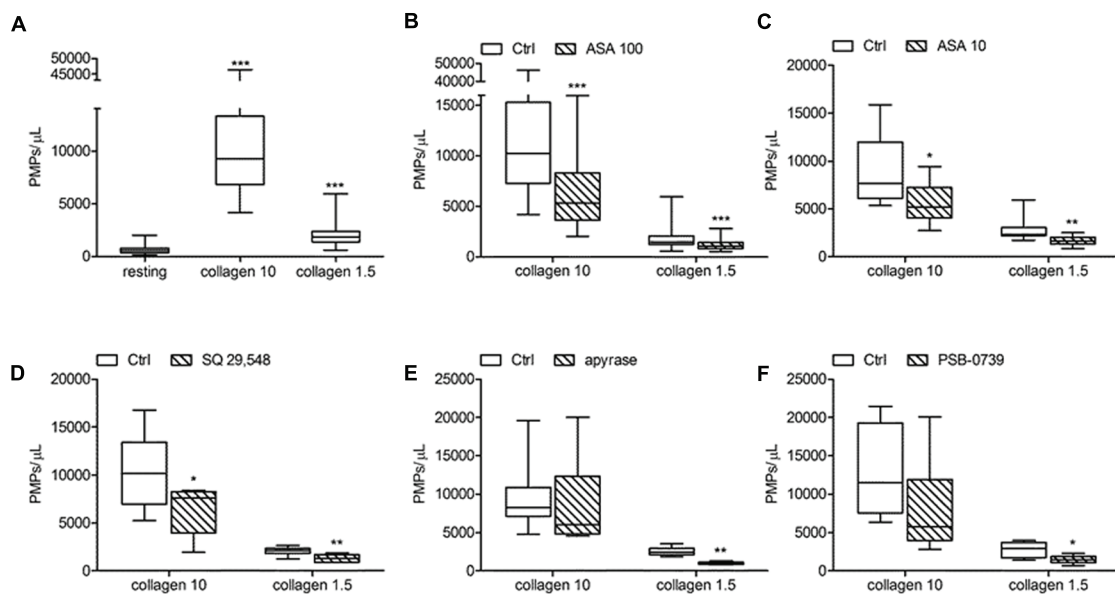 A
50000
45000
10000
5000
0
PMPs/μL
***
***
resting
collagen 10
collagen 1.5
B
Ctrl
ASA 100
50000
40000
15000
10000
5000
0
PMPs/μL
***
***
collagen 10
collagen 1.5
C
Ctrl
ASA 10
20000
15000
10000
5000
0
PMPs/μL
*
**
collagen 10
collagen 1.5
D
Ctrl
SQ 29,548
20000
15000
10000
5000
0
PMPs/μL
*
**
collagen 10
collagen 1.5
E
Ctrl
apyrase
25000
20000
15000
10000
5000
0
PMPs/μL
**
collagen 10
collagen 1.5
F
Ctrl
PSB-0739
25000
20000
15000
10000
5000
0
PMPs/μL
*
collagen 10
collagen 1.5